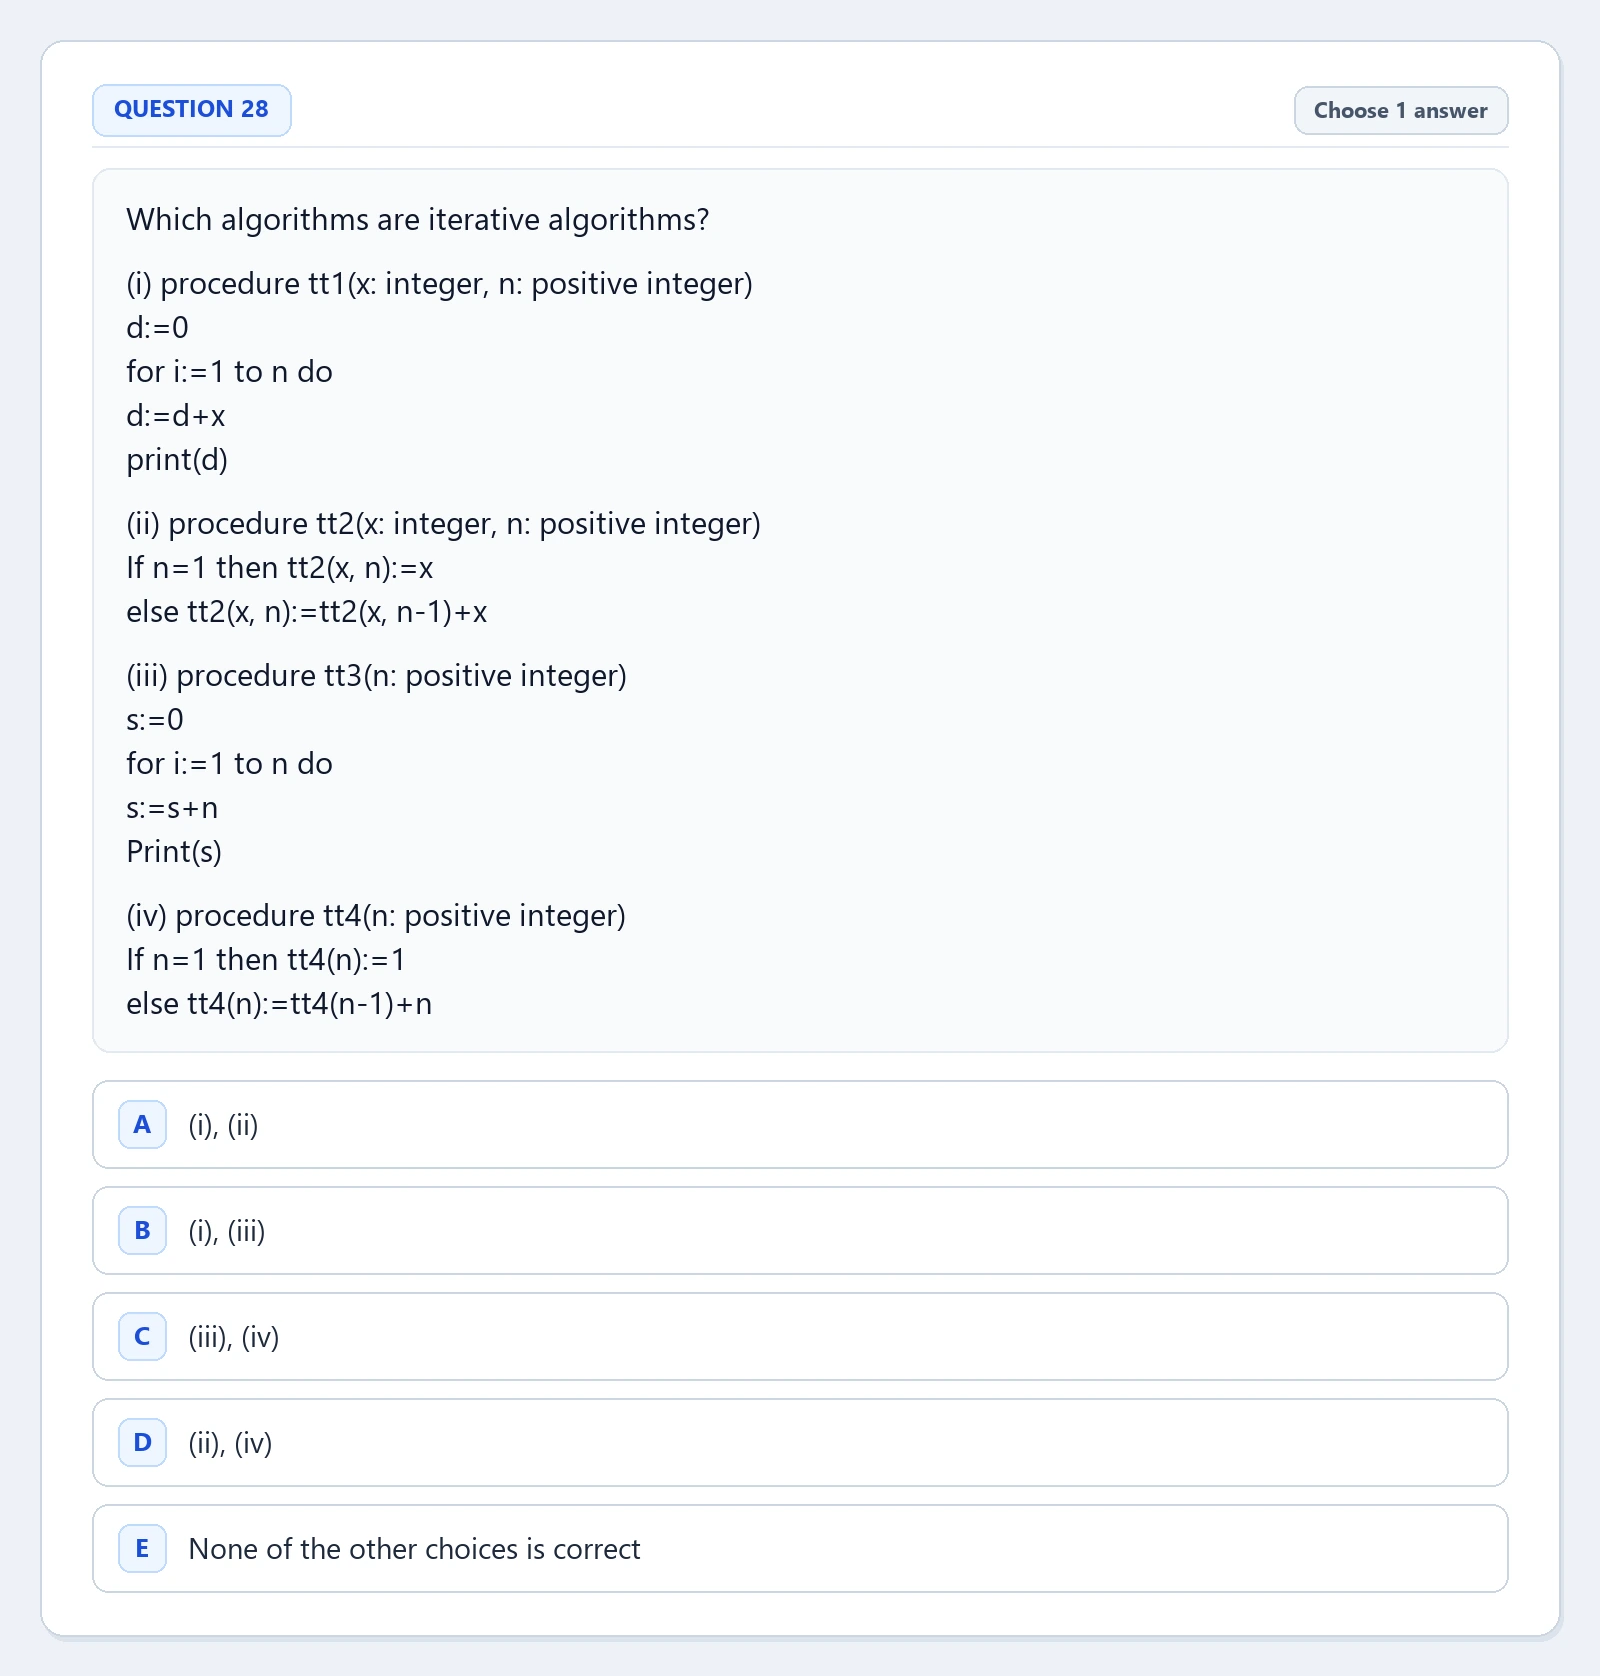 QUESTION 28
Choose 1 answer
Which algorithms are iterative algorithms?
(i) procedure tt1(x: integer, n: positive integer)
d:=0
for i:=1 to n do
d:=d+x
print(d)
(ii) procedure tt2(x: integer, n: positive integer)
If n=1 then tt2(x, n):=x
else tt2(x, n):=tt2(x, n-1)+x
(iii) procedure tt3(n: positive integer)
s:=0
for i:=1 to n do
s:=s+n
Print(s)
(iv) procedure tt4(n: positive integer)
If n=1 then tt4(n):=1
else tt4(n):=tt4(n-1)+n
A (i), (ii)
B (i), (iii)
C (iii), (iv)
D (ii), (iv)
E None of the other choices is correct